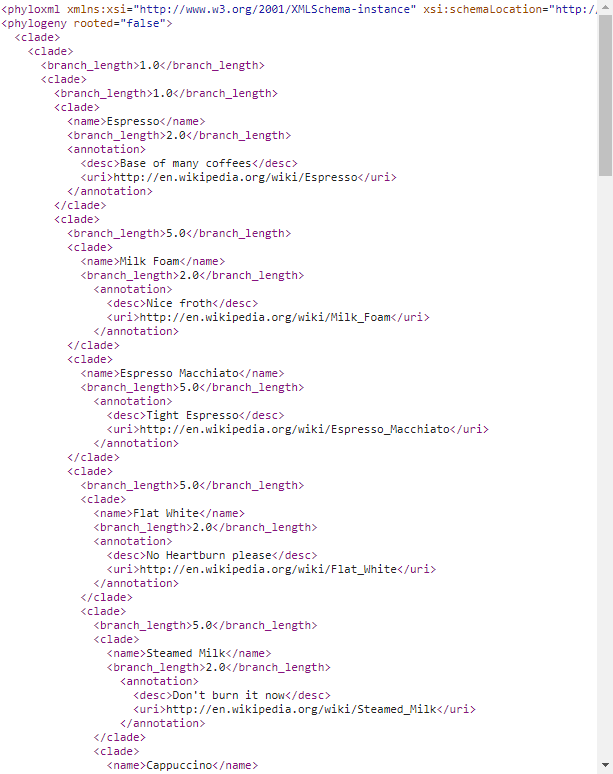 <phyloxml xmlns:xsi="http://www.w3.org/2001/XMLSchema-instance" xsi:schemaLocation="http:/
<phylogeny rooted="false">
<clade>
<clade>
<branch_length>1.0</branch_length>
<clade>
<branch_length>1.0</branch_length>
<clade>
<name>Espresso</name>
<branch_length>2.0</branch_length>
<annotation>
<desc>Base of many coffees</desc>
<uri>http://en.wikipedia.org/wiki/Espresso</uri>
</annotation>
</clade>
<clade>
<branch_length>5.0</branch_length>
<clade>
<name>Milk Foam</name>
<branch_length>2.0</branch_length>
<annotation>
<desc>Nice froth</desc>
<uri>http://en.wikipedia.org/wiki/Milk_Foam</uri>
</annotation>
</clade>
<clade>
<name>Espresso Macchiato</name>
<branch_length>5.0</branch_length>
<annotation>
<desc>Tight Espresso</desc>
<uri>http://en.wikipedia.org/wiki/Espresso_Macchiato</uri>
</annotation>
</clade>
<clade>
<branch_length>5.0</branch_length>
<clade>
<name>Flat White</name>
<branch_length>2.0</branch_length>
<annotation>
<desc>No Heartburn please</desc>
<uri>http://en.wikipedia.org/wiki/Flat_White</uri>
</annotation>
</clade>
<clade>
<branch_length>5.0</branch_length>
<clade>
<name>Steamed Milk</name>
<branch_length>2.0</branch_length>
<annotation>
<desc>Don't burn it now</desc>
<uri>http://en.wikipedia.org/wiki/Steamed_Milk</uri>
</annotation>
</clade>
<clade>
<name>Cappuccino</name>